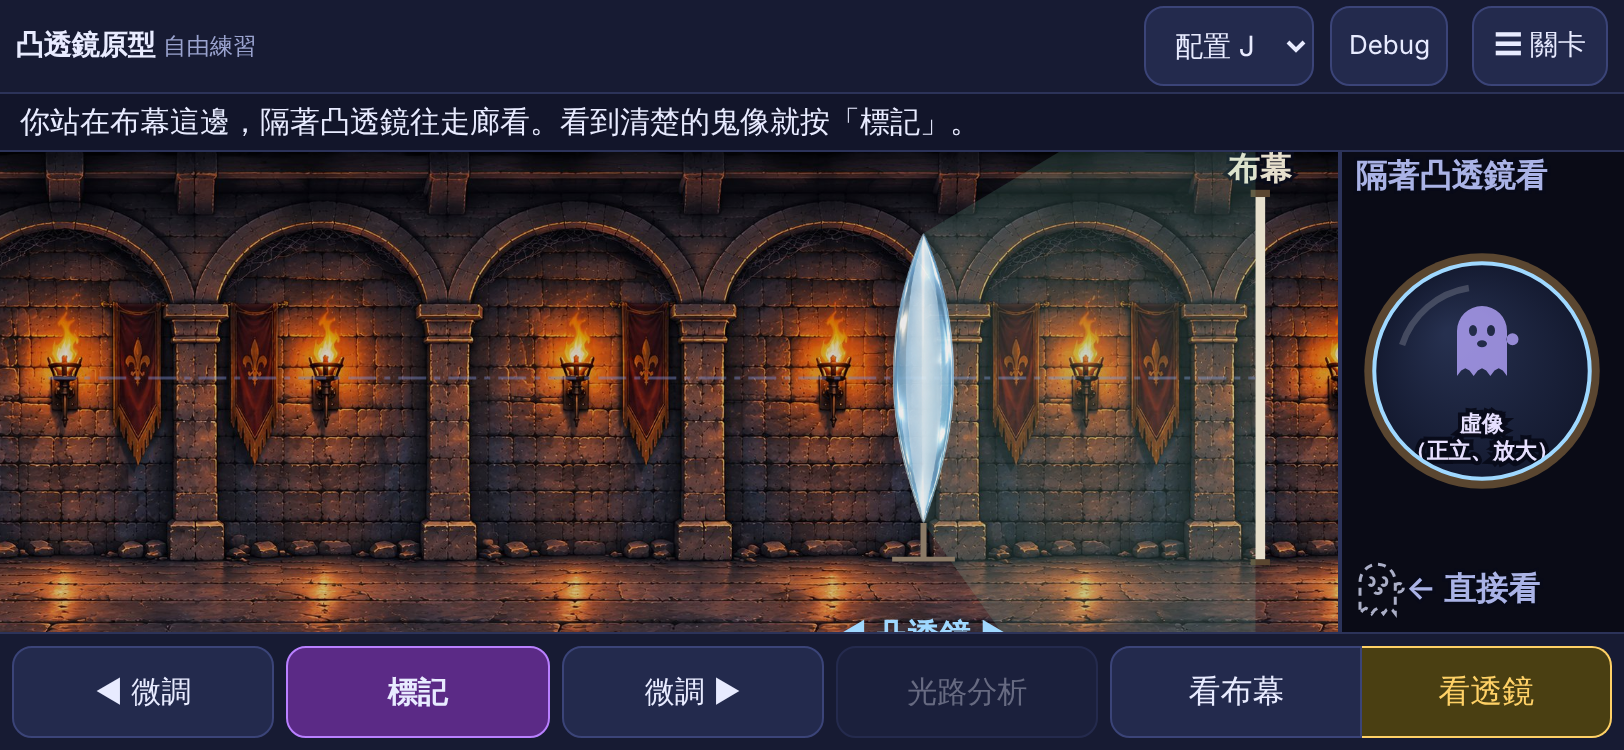 凸透鏡原型 自由練習
配置 J
Debug
☰ 關卡
你站在布幕這邊，隔著凸透鏡往走廊看。看到清楚的鬼像就按「標記」。
布幕
隔著凸透鏡看
虛像
(正立、放大)
← 直接看
◀ 凸透鏡 ▶
◀ 微調
標記
微調 ▶
光路分析
看布幕
看透鏡